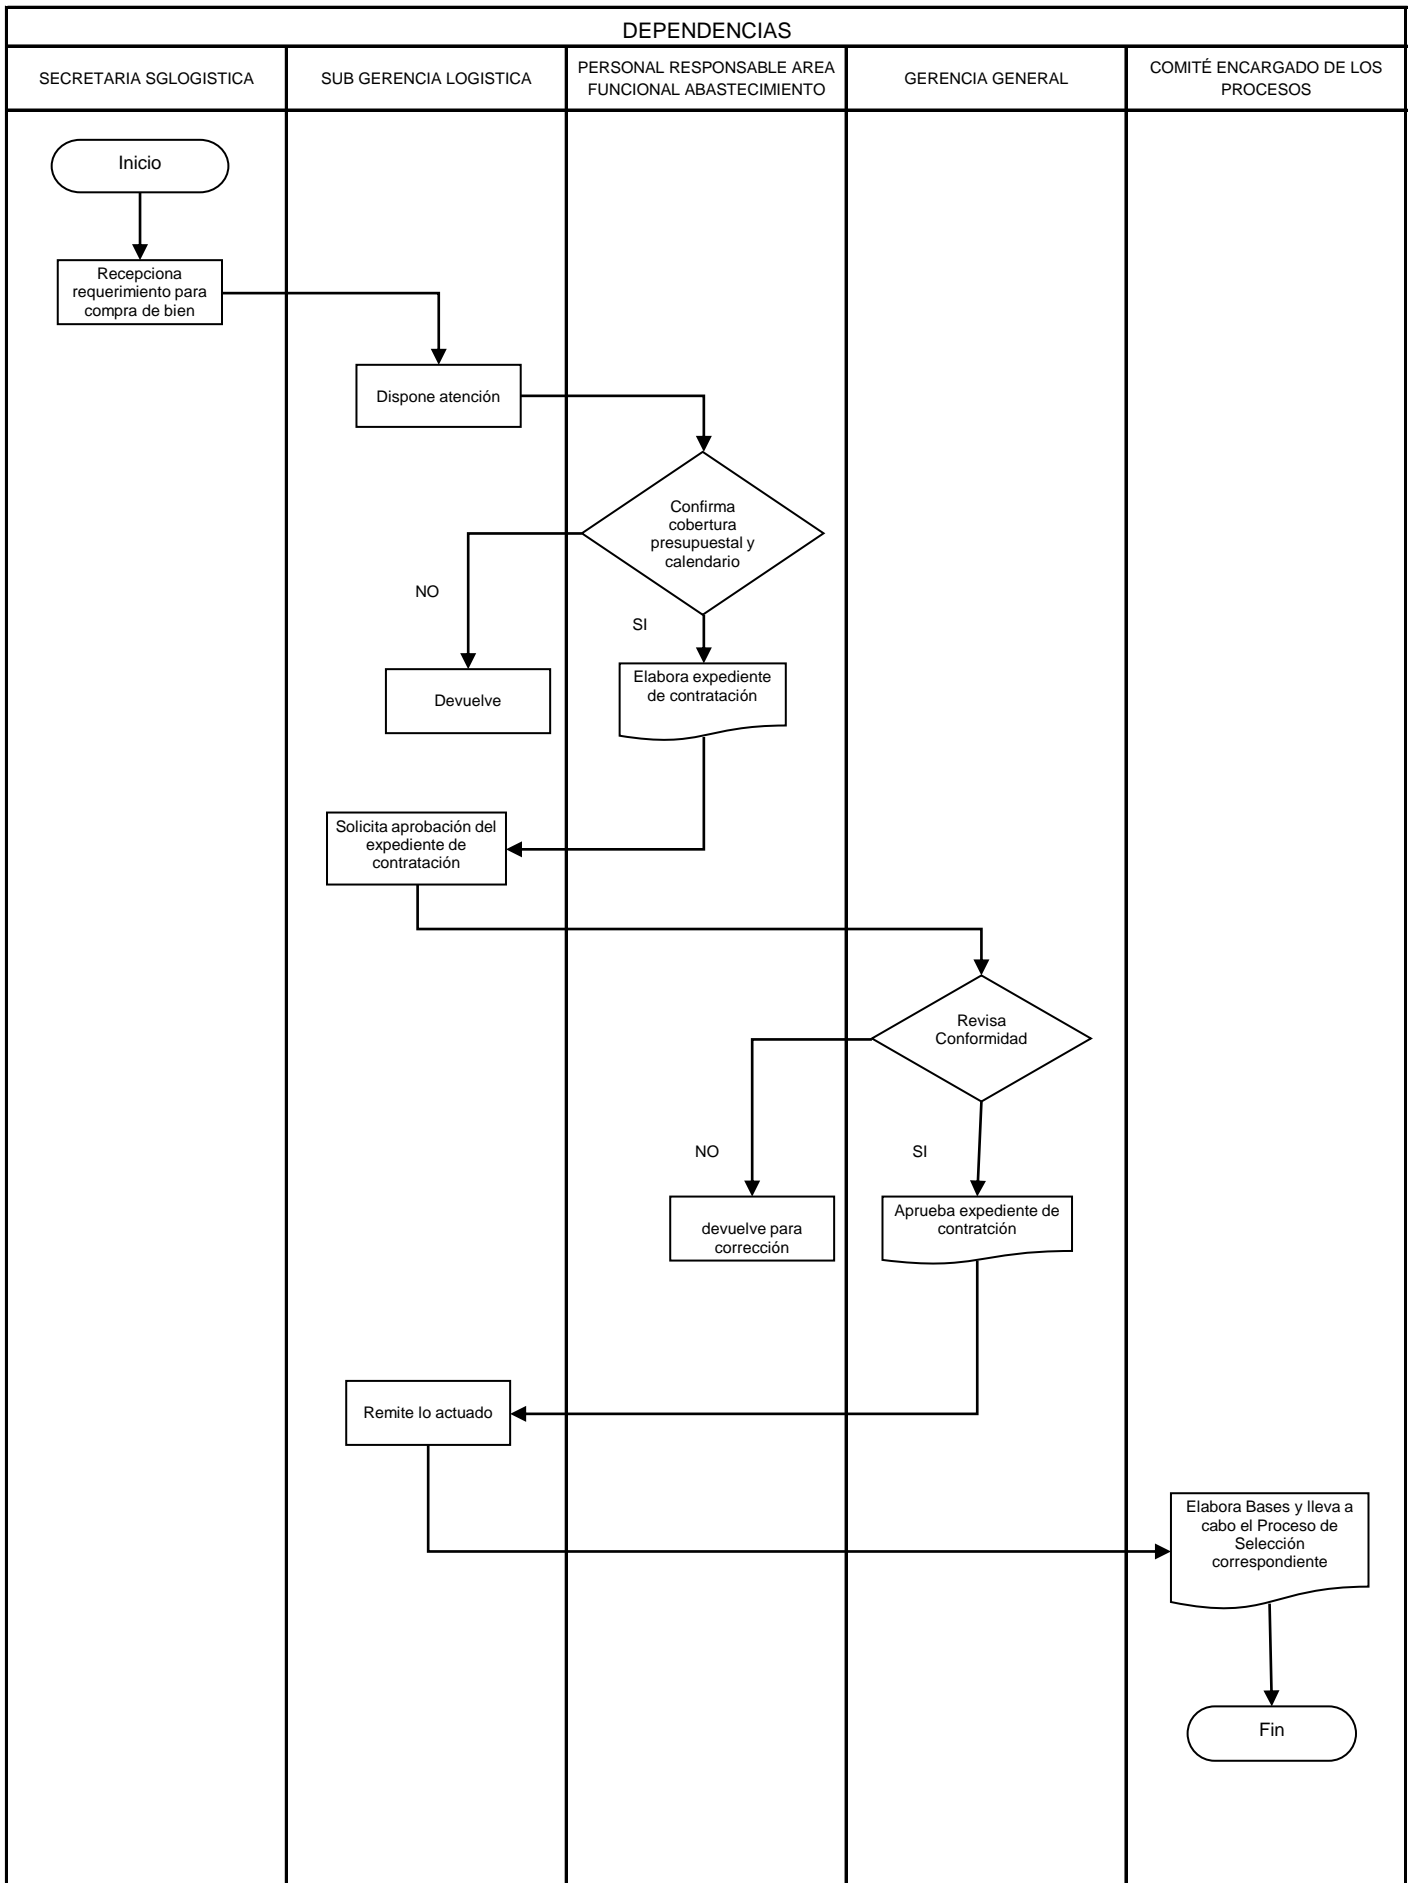 DEPENDENCIAS
SECRETARIA SGLOGISTICA
SUB GERENCIA LOGISTICA
PERSONAL RESPONSABLE AREA
FUNCIONAL ABASTECIMIENTO
GERENCIA GENERAL
COMITÉ ENCARGADO DE LOS
PROCESOS
Inicio
Recepciona
requerimiento para
compra de bien
Dispone atención
Confirma
cobertura
presupuestal y
calendario
NO
SI
Devuelve
Elabora expediente
de contratación
Solicita aprobación del
expediente de
contratación
Revisa
Conformidad
NO
SI
devuelve para
corrección
Aprueba expediente de
contratción
Remite lo actuado
Elabora Bases y lleva a
cabo el Proceso de
Selección
correspondiente
Fin